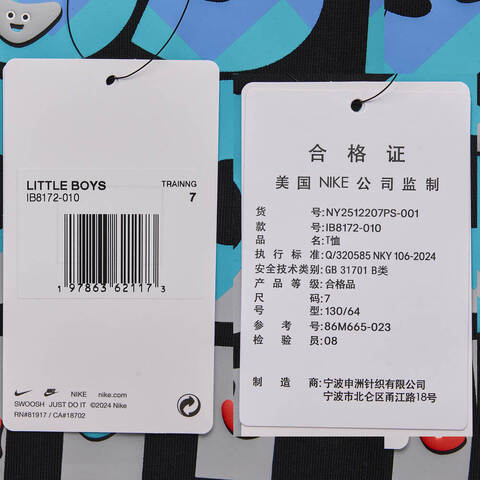 LITTLE BOYS
TRAINNG
IB8172-010
7
1 97863 62117 3
NIKE nike.com
SWOOSH JUST DO IT ©2024 Nike
RN#81917 / CA#18702
合格证
美国 NIKE 公司监制
货号:NY2512207PS-001
款号:IB8172-010
品名:T恤
执行标准:Q/320585 NKY 106-2024
安全技术类别:GB 31701 B类
产品等级:合格品
尺码:7
号型:130/64
参考号:86M665-023
检验员:08
制造商:宁波申洲针织有限公司
宁波市北仑区甬江路18号